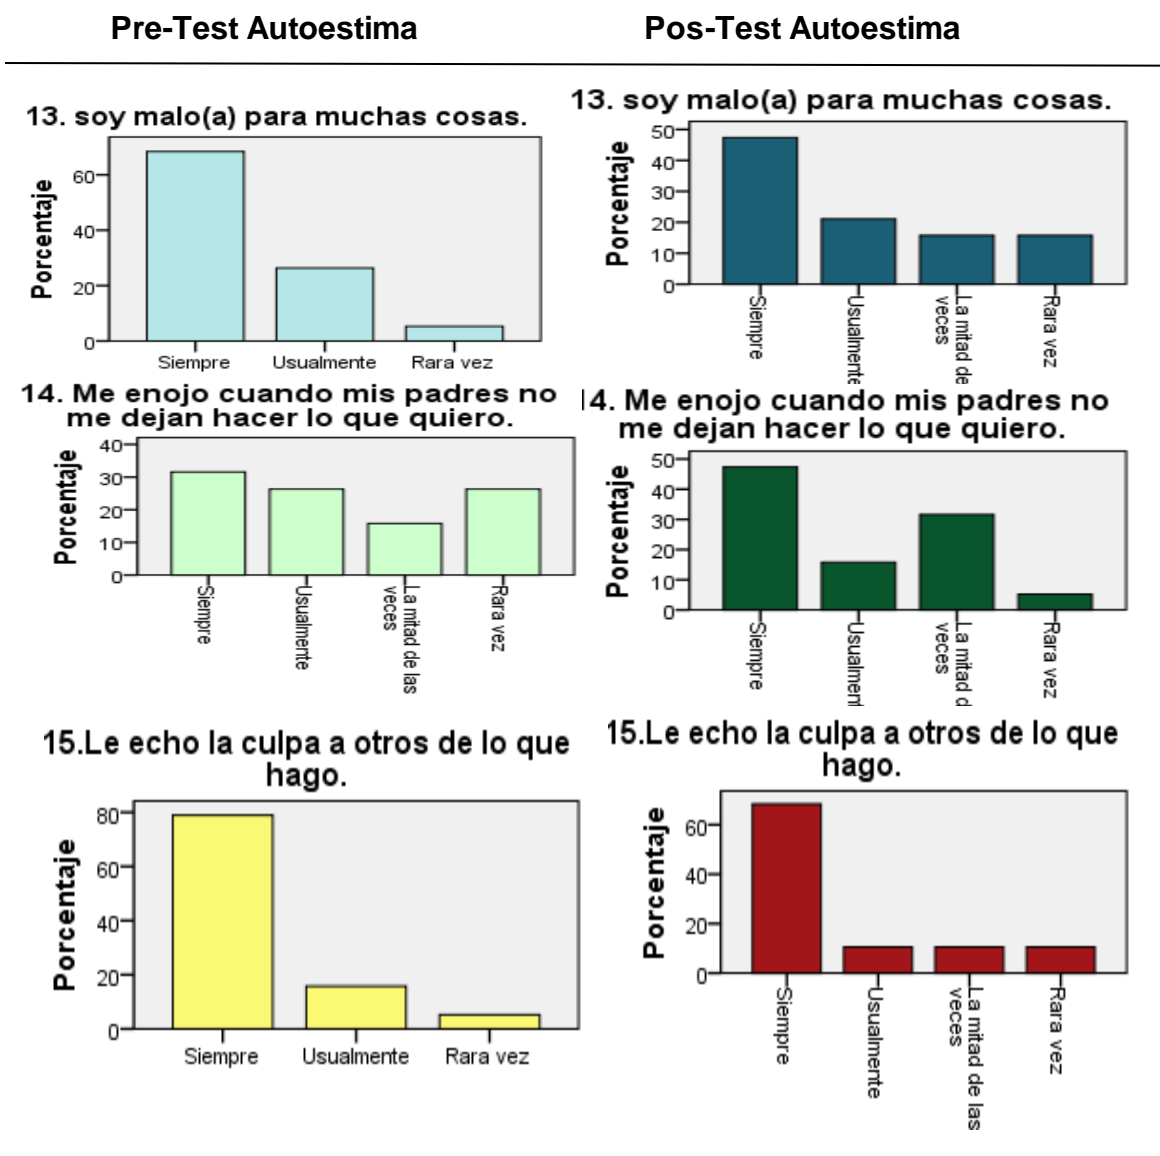 Pre-Test Autoestima
Pos-Test Autoestima
13. soy malo(a) para muchas cosas.
Porcentaje
60
40
20
0
Siempre
Usualmente
Rara vez
13. soy malo(a) para muchas cosas.
Porcentaje
50
40
30
20
10
0
Siempre
Usualmente
La mitad de
veces
Rara vez
14. Me enojo cuando mis padres no
me dejan hacer lo que quiero.
Porcentaje
40
30
20
10
0
Siempre
Usualmente
La mitad de las
veces
Rara vez
14. Me enojo cuando mis padres no
me dejan hacer lo que quiero.
Porcentaje
50
40
30
20
10
0
Siempre
Usualment
La mitad d
veces
Rara vez
15.Le echo la culpa a otros de lo que
hago.
Porcentaje
80
60
40
20
0
Siempre
Usualmente
Rara vez
15.Le echo la culpa a otros de lo que
hago.
Porcentaje
60
40
20
0
Siempre
Usualmente
La mitad de las
veces
Rara vez